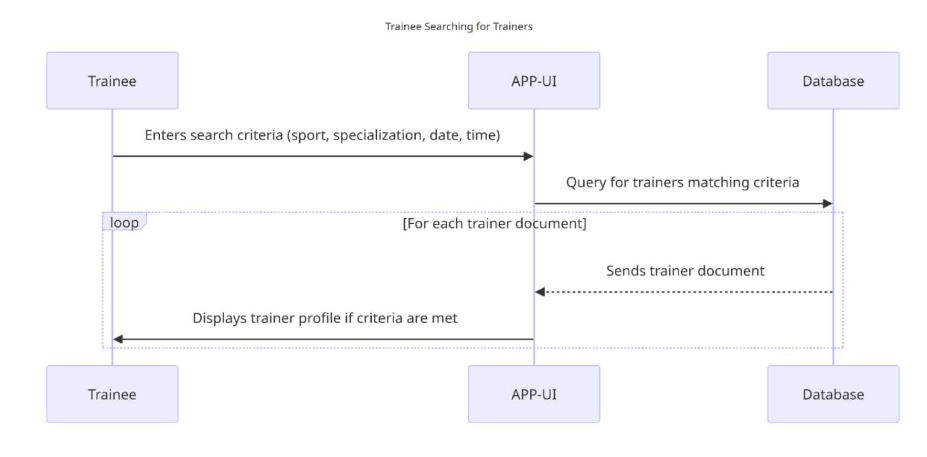 Trainee Searching for Trainers
Trainee
APP-UI
Database
Enters search criteria (sport, specialization, date, time)
Query for trainers matching criteria
loop
[For each trainer document]
Sends trainer document
Displays trainer profile if criteria are met
Trainee
APP-UI
Database